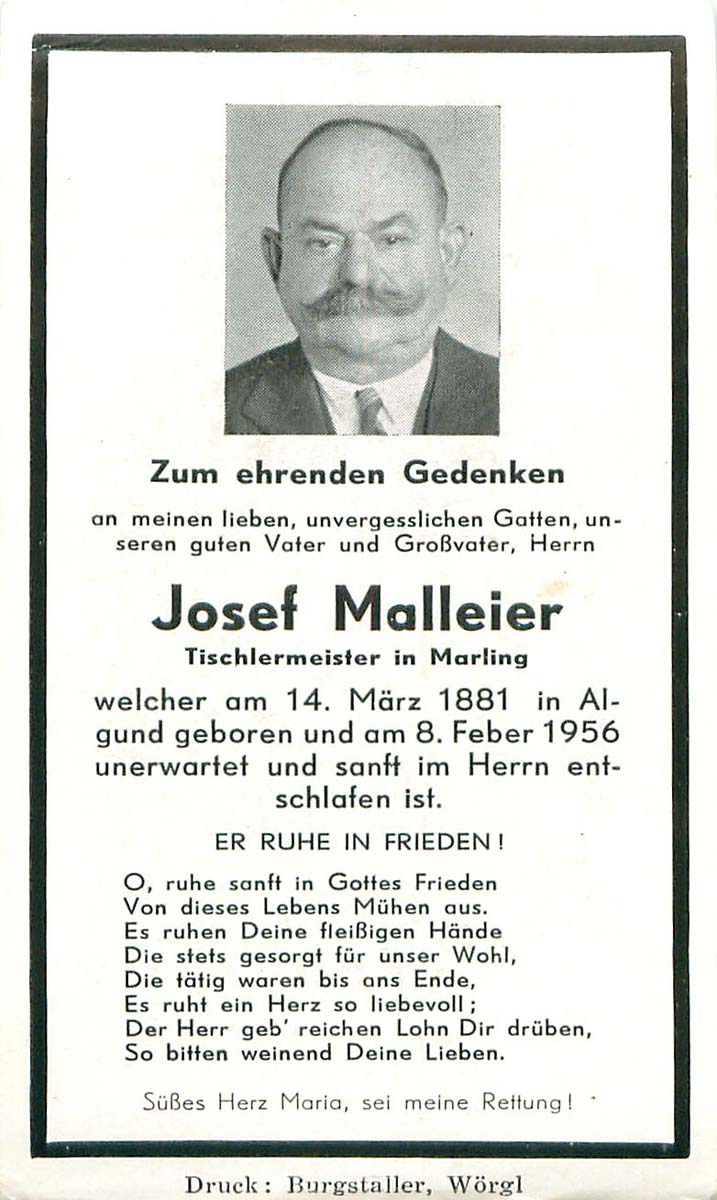 Zum ehrenden Gedenken
an meinen lieben, unvergesslichen Gatten, un-
seren guten Vater und Großvater, Herrn
Josef Malleier
Tischlermeister in Marling
welcher am 14. März 1881 in Al-
gund geboren und am 8. Feber 1956
unerwartet und sanft im Herrn ent-
schlafen ist.
ER RUHE IN FRIEDEN!
O, ruhe sanft in Gottes Frieden
Von dieses Lebens Mühen aus.
Es ruhen Deine fleißigen Hände
Die stets gesorgt für unser Wohl,
Die tätig waren bis ans Ende,
Es ruht ein Herz so liebevoll;
Der Herr geb' reichen Lohn Dir drüben,
So bitten weinend Deine Lieben.
Süßes Herz Maria, sei meine Rettung!
Druck: Burgstaller, Wörgl